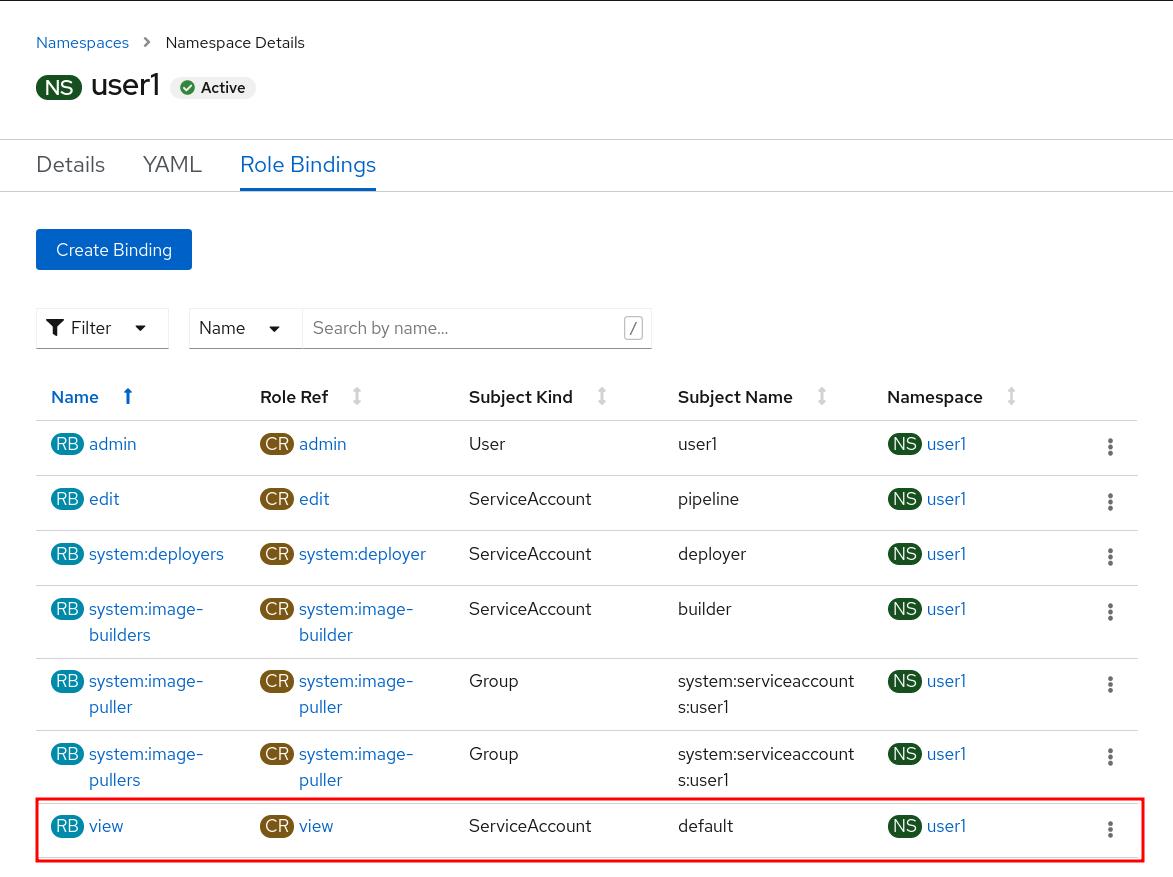 Namespaces > Namespace Details
NS user1 Active
Details YAML Role Bindings
Create Binding
Filter Name Search by name... /
Name Role Ref Subject Kind Subject Name Namespace
RB admin CR admin User user1 NS user1
RB edit CR edit ServiceAccount pipeline NS user1
RB system:deployers CR system:deployer ServiceAccount deployer NS user1
RB system:image- CR system:image- ServiceAccount builder NS user1
builders builder
RB system:image- CR system:image- Group system:serviceaccount NS user1
puller puller s:user1
RB system:image- CR system:image- Group system:serviceaccount NS user1
pullers puller s:user1
RB view CR view ServiceAccount default NS user1